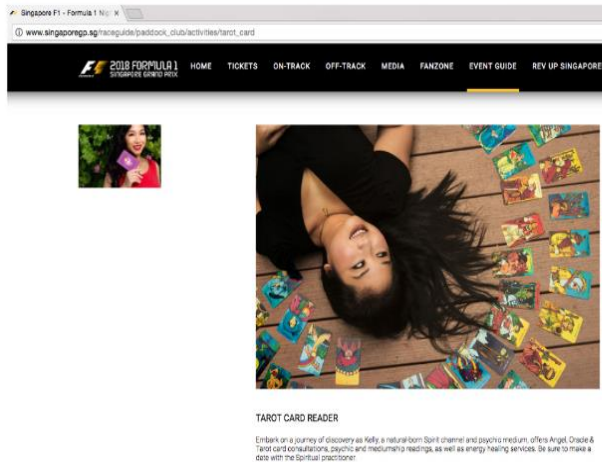 Singapore F1 - Formula 1 Nig
www.singaporegp.sg/raceguide/paddock_club/activities/tarot_card
2018 FORMULA 1
SINGAPORE GRAND PRIX
HOME TICKETS ON-TRACK OFF-TRACK MEDIA FANZONE EVENT GUIDE REV UP SINGAPORE
TAROT CARD READER
Embark on a journey of discovery as Kelly, a natural-born Spirit channel and psychic medium, offers Angel, Oracle &
Tarot card consultations, psychic and mediumship readings, as well as energy healing services. Be sure to make a
date with the Spiritual practitioner